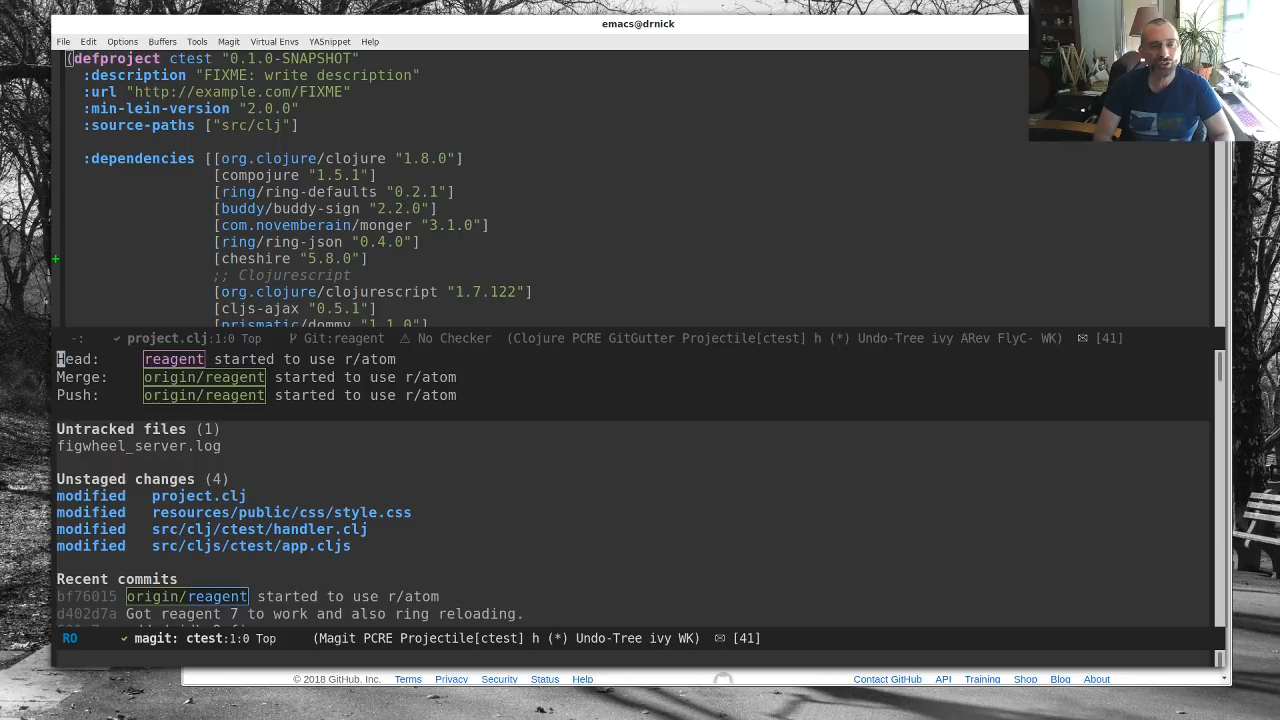 emacs@drnick
File Edit Options Buffers Tools Magit Virtual Envs YASnippet Help
(defproject ctest "0.1.0-SNAPSHOT"
:description "FIXME: write description"
:url "http://example.com/FIXME"
:min-lein-version "2.0.0"
:source-paths ["src/clj"]
:dependencies [[org.clojure/clojure "1.8.0"]
[compojure "1.5.1"]
[ring/ring-defaults "0.2.1"]
[buddy/buddy-sign "2.2.0"]
[com.novemberain/monger "3.1.0"]
[ring/ring-json "0.4.0"]
+ [cheshire "5.8.0"]
;; Clojurescript
[org.clojure/clojurescript "1.7.122"]
[cljs-ajax "0.5.1"]
[prismatic/dommy "1.1.0"]
-: ✓ project.clj:1:0 Top Git:reagent ⚠ No Checker (Clojure PCRE GitGutter Projectile[ctest] h (*) Undo-Tree ivy ARev FlyC- WK) ✉ [41]
Head: reagent started to use r/atom
Merge: origin/reagent started to use r/atom
Push: origin/reagent started to use r/atom
Untracked files (1)
figwheel_server.log
Unstaged changes (4)
modified project.clj
modified resources/public/css/style.css
modified src/clj/ctest/handler.clj
modified src/cljs/ctest/app.cljs
Recent commits
bf76015 origin/reagent started to use r/atom
d402d7a Got reagent 7 to work and also ring reloading.
RO ✓ magit: ctest:1:0 Top (Magit PCRE Projectile[ctest] h (*) Undo-Tree ivy WK) ✉ [41]
© 2018 GitHub, Inc. Terms Privacy Security Status Help Contact GitHub API Training Shop Blog About